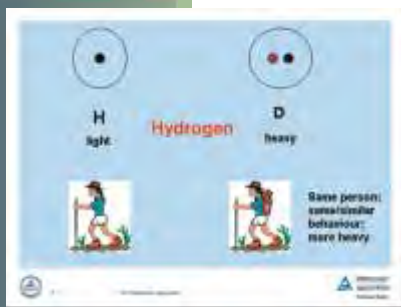 H
light
Hydrogen
D
heavy
Same person:
same/similar
behaviour;
more heavy